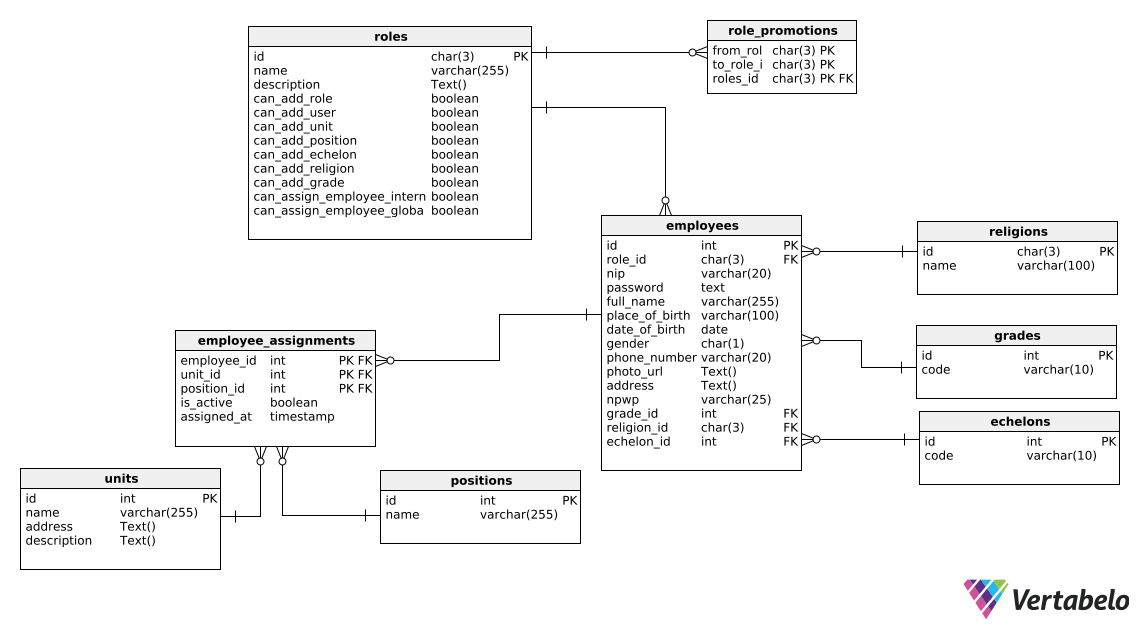 roles
id char(3) PK
name varchar(255)
description Text()
can_add_role boolean
can_add_user boolean
can_add_unit boolean
can_add_position boolean
can_add_echelon boolean
can_add_religion boolean
can_add_grade boolean
can_assign_employee_intern boolean
can_assign_employee_globa boolean
role_promotions
from_rol char(3) PK
to_role_i char(3) PK
roles_id char(3) PK FK
employees
id int PK
role_id char(3) FK
nip varchar(20)
password text
full_name varchar(255)
place_of_birth varchar(100)
date_of_birth date
gender char(1)
phone_number varchar(20)
photo_url Text()
address Text()
npwp varchar(25)
grade_id int FK
religion_id char(3) FK
echelon_id int FK
religions
id char(3) PK
name varchar(100)
grades
id int PK
code varchar(10)
echelons
id int PK
code varchar(10)
employee_assignments
employee_id int PK FK
unit_id int PK FK
position_id int PK FK
is_active boolean
assigned_at timestamp
units
id int PK
name varchar(255)
address Text()
description Text()
positions
id int PK
name varchar(255)
Vertabelo